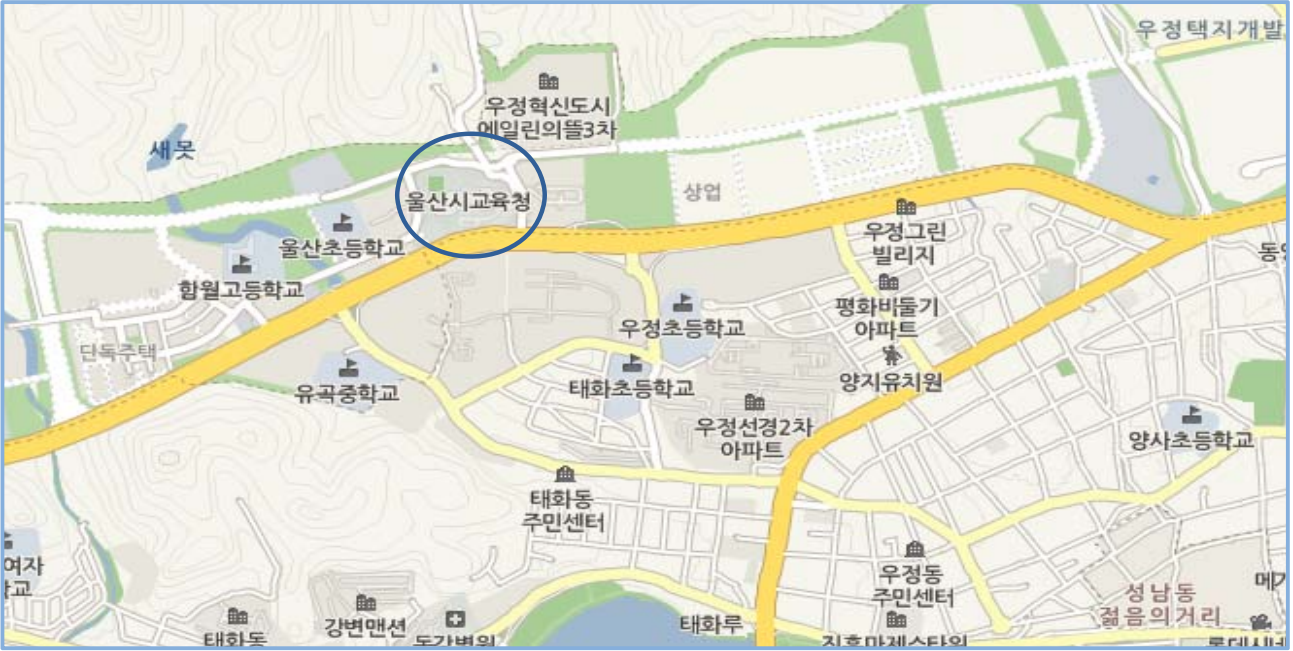 우정택지개발
우정혁신도시
에일린의뜰3차
새못
울산시교육청
상업
울산초등학교
우정그린
빌리지
함월고등학교
평화비둘기
아파트
우정초등학교
단독주택
유곡중학교
태화초등학교
양지유치원
우정선경2차
아파트
양사초등학교
태화동
주민센터
여자
우정동
주민센터
성남동
젊음의거리
강변맨션
태화루
태화동
동강병원